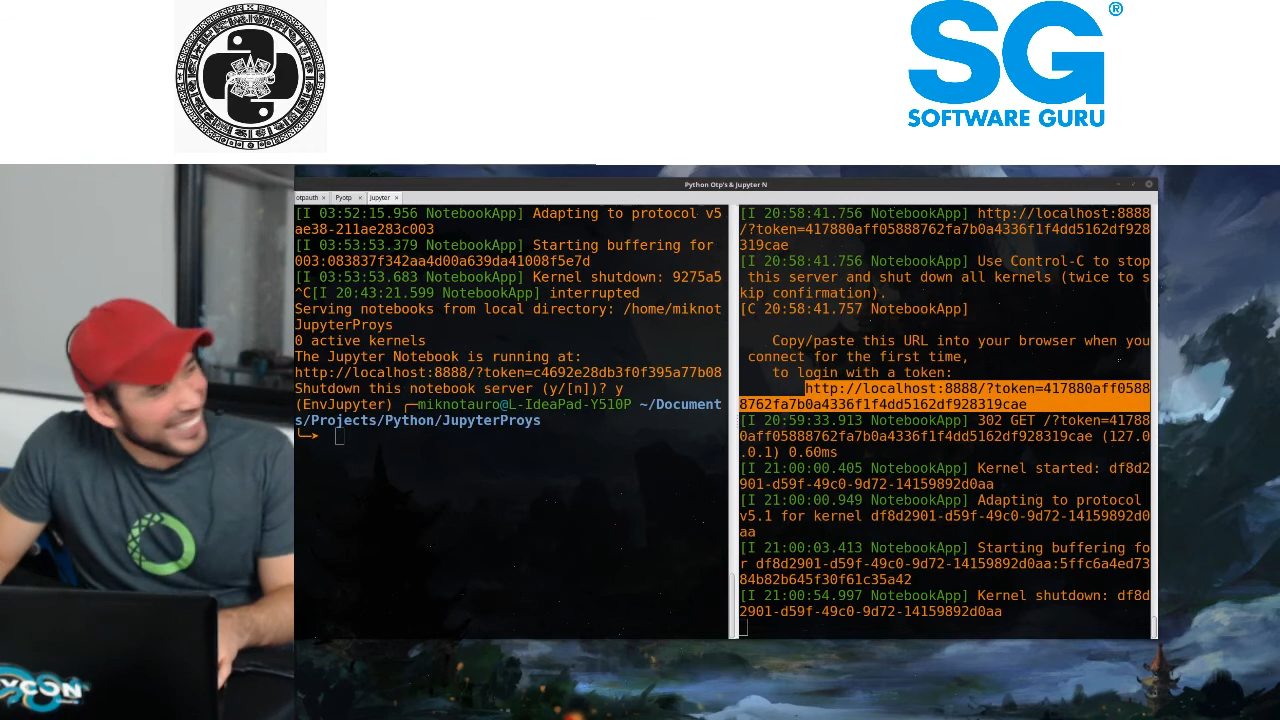 SG®
SOFTWARE GURU
Python Otp's & Jupyter N
otpauth × Pyotp × Jupyter ×
[I 03:52:15.956 NotebookApp] Adapting to protocol v5
ae38-211ae283c003
[I 03:53:53.379 NotebookApp] Starting buffering for
003:083837f342aa4d00a639da41008f5e7d
[I 03:53:53.683 NotebookApp] Kernel shutdown: 9275a5
^C[I 20:43:21.599 NotebookApp] interrupted
Serving notebooks from local directory: /home/miknot
JupyterProys
0 active kernels
The Jupyter Notebook is running at:
http://localhost:8888/?token=c4692e28db3f0f395a77b08
Shutdown this notebook server (y/[n])? y
(EnvJupyter) ╭─miknotauro@L-IdeaPad-Y510P ~/Document
s/Projects/Python/JupyterProys
╰─➤
[I 20:58:41.756 NotebookApp] http://localhost:8888
/?token=417880aff05888762fa7b0a4336f1f4dd5162df928
319cae
[I 20:58:41.756 NotebookApp] Use Control-C to stop
this server and shut down all kernels (twice to s
kip confirmation).
[C 20:58:41.757 NotebookApp]
Copy/paste this URL into your browser when you
connect for the first time,
to login with a token:
http://localhost:8888/?token=417880aff0588
8762fa7b0a4336f1f4dd5162df928319cae
[I 20:59:33.913 NotebookApp] 302 GET /?token=41788
0aff05888762fa7b0a4336f1f4dd5162df928319cae (127.0
.0.1) 0.60ms
[I 21:00:00.405 NotebookApp] Kernel started: df8d2
901-d59f-49c0-9d72-14159892d0aa
[I 21:00:00.949 NotebookApp] Adapting to protocol
v5.1 for kernel df8d2901-d59f-49c0-9d72-14159892d0
aa
[I 21:00:03.413 NotebookApp] Starting buffering fo
r df8d2901-d59f-49c0-9d72-14159892d0aa:5ffc6a4ed73
84b82b645f30f61c35a42
[I 21:00:54.997 NotebookApp] Kernel shutdown: df8d
2901-d59f-49c0-9d72-14159892d0aa
YCON